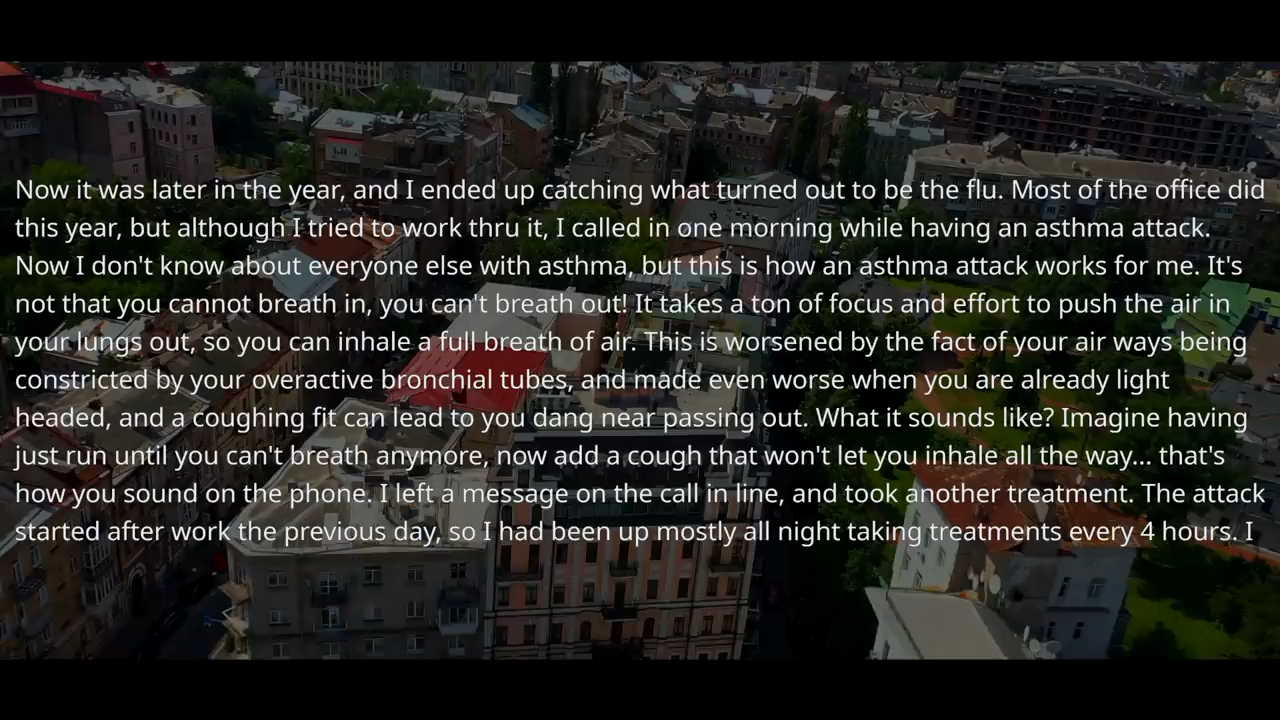 Now it was later in the year, and I ended up catching what turned out to be the flu. Most of the office did
this year, but although I tried to work thru it, I called in one morning while having an asthma attack.
Now I don't know about everyone else with asthma, but this is how an asthma attack works for me. It's
not that you cannot breath in, you can't breath out! It takes a ton of focus and effort to push the air in
your lungs out, so you can inhale a full breath of air. This is worsened by the fact of your air ways being
constricted by your overactive bronchial tubes, and made even worse when you are already light
headed, and a coughing fit can lead to you dang near passing out. What it sounds like? Imagine having
just run until you can't breath anymore, now add a cough that won't let you inhale all the way... that's
how you sound on the phone. I left a message on the call in line, and took another treatment. The attack
started after work the previous day, so I had been up mostly all night taking treatments every 4 hours. I